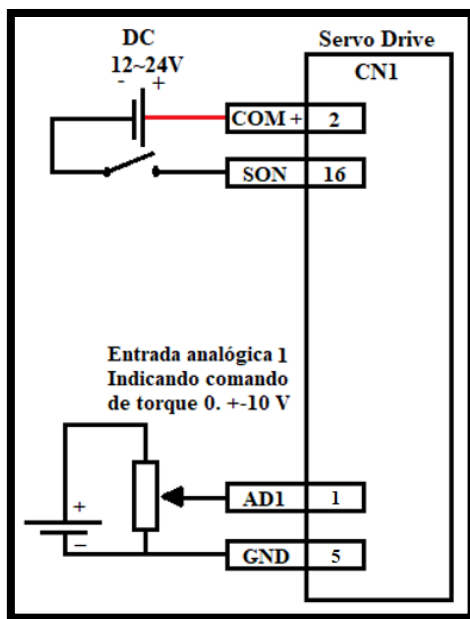 DC
12~24V
- +
Servo Drive
CN1
COM + 2
SON 16
Entrada analógica 1
Indicando comando
de torque 0. +-10 V
+
AD1 1
−
GND 5